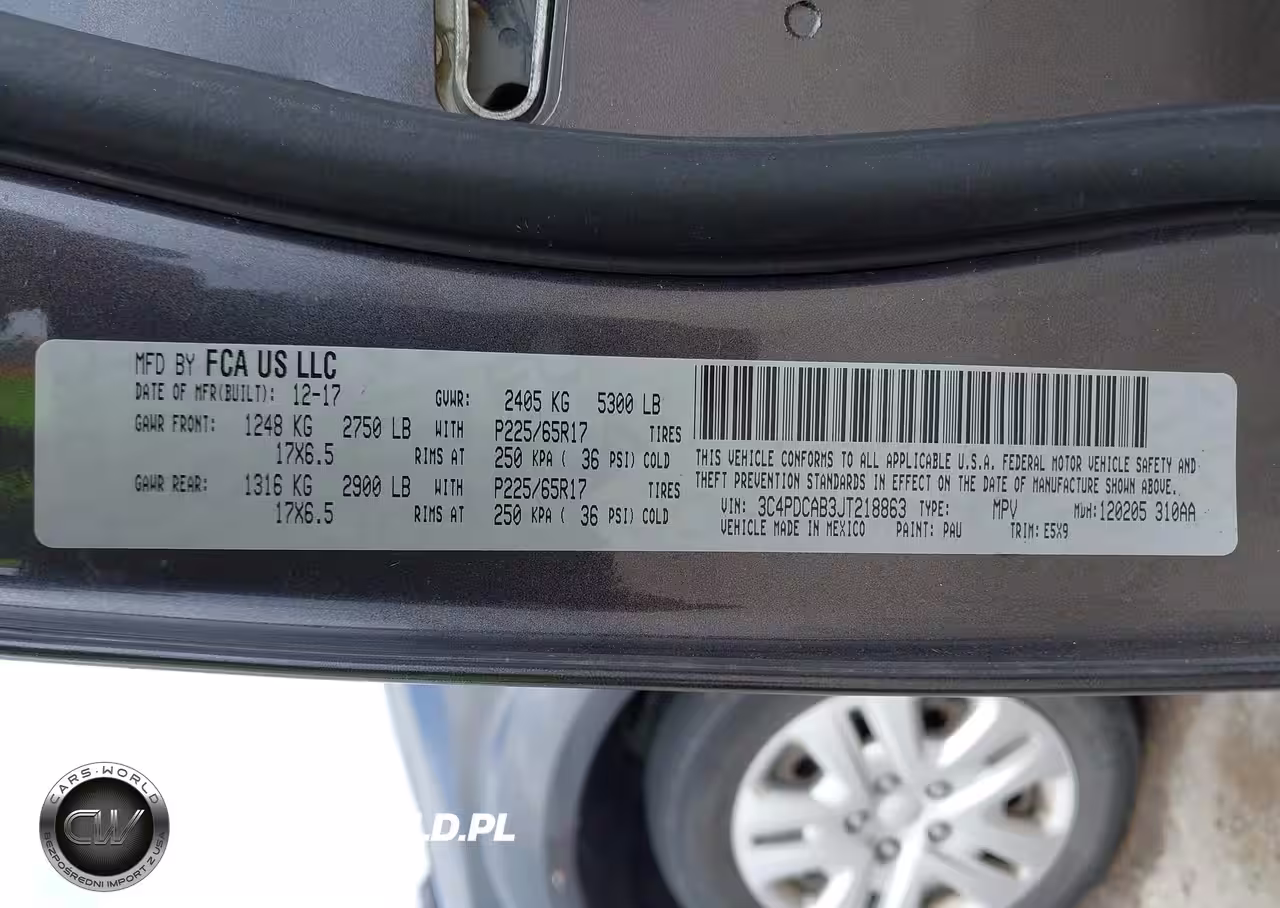 MFD BY FCA US LLC
DATE OF MFR(BUILT): 12-17 GVWR: 2405 KG 5300 LB
GAWR FRONT: 1248 KG 2750 LB WITH P225/65R17 TIRES
17X6.5 RIMS AT 250 KPA ( 36 PSI) COLD
GAWR REAR: 1316 KG 2900 LB WITH P225/65R17 TIRES
17X6.5 RIMS AT 250 KPA ( 36 PSI) COLD
THIS VEHICLE CONFORMS TO ALL APPLICABLE U.S.A. FEDERAL MOTOR VEHICLE SAFETY AND
THEFT PREVENTION STANDARDS IN EFFECT ON THE DATE OF MANUFACTURE SHOWN ABOVE.
VIN: 3C4PDCAB3JT218863 TYPE: MPV MDH:120205 310AA
VEHICLE MADE IN MEXICO PAINT: PAU TRIM: E5X9
CARS-WORLD
CW
BEZPOŚREDNI IMPORT Z USA
LD.PL